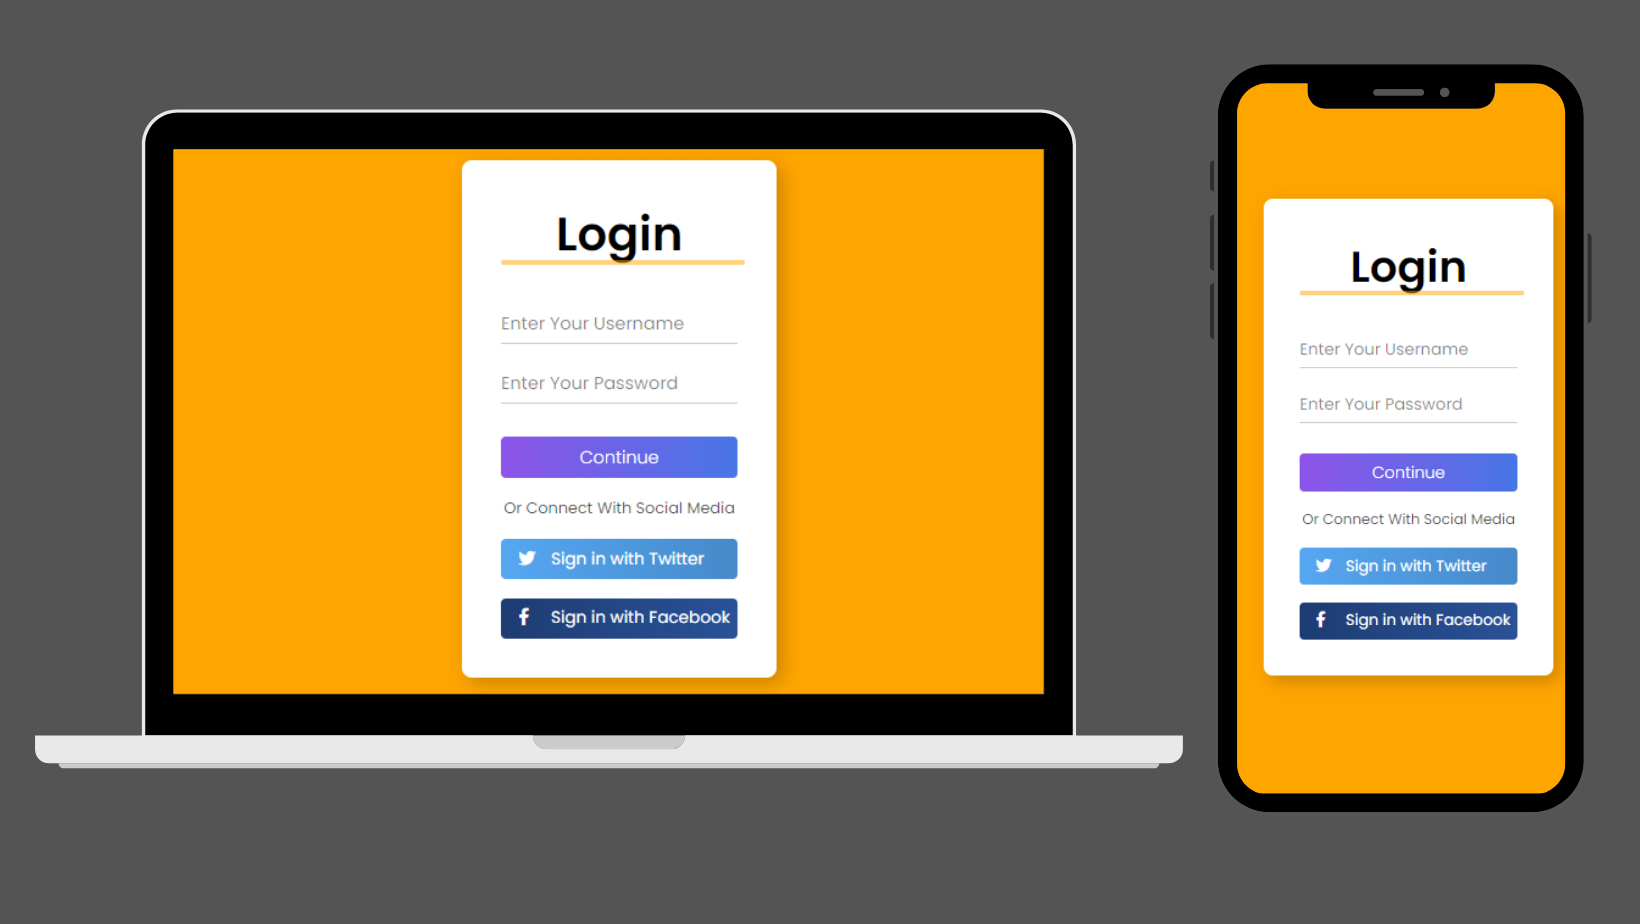 Login
Enter Your Username
Enter Your Password
Continue
Or Connect With Social Media
Sign in with Twitter
Sign in with Facebook
Login
Enter Your Username
Enter Your Password
Continue
Or Connect With Social Media
Sign in with Twitter
Sign in with Facebook